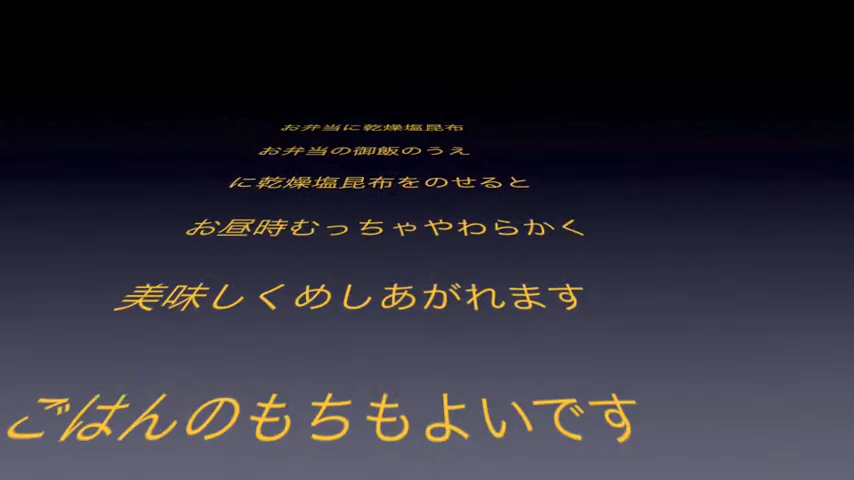 お弁当に乾燥塩昆布
お弁当の御飯のうえ
に乾燥塩昆布をのせると
お昼時むっちゃやわらかく
美味しくめしあがれます
ごはんのもちもよいです